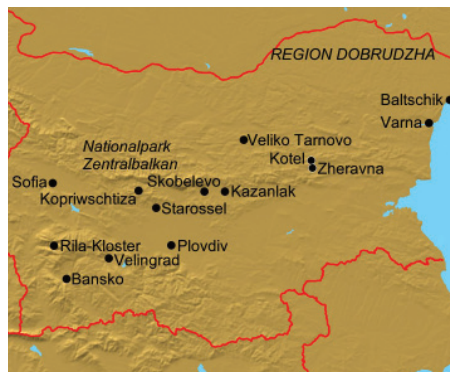 REGION DOBRUDZHA
Baltschik
Varna
Veliko Tarnovo
Nationalpark
Zentralbalkan
Kotel
Zheravna
Sofia
Skobelevo
Kazanlak
Kopriwschtiza
Starossel
Rila-Kloster
Plovdiv
Velingrad
Bansko